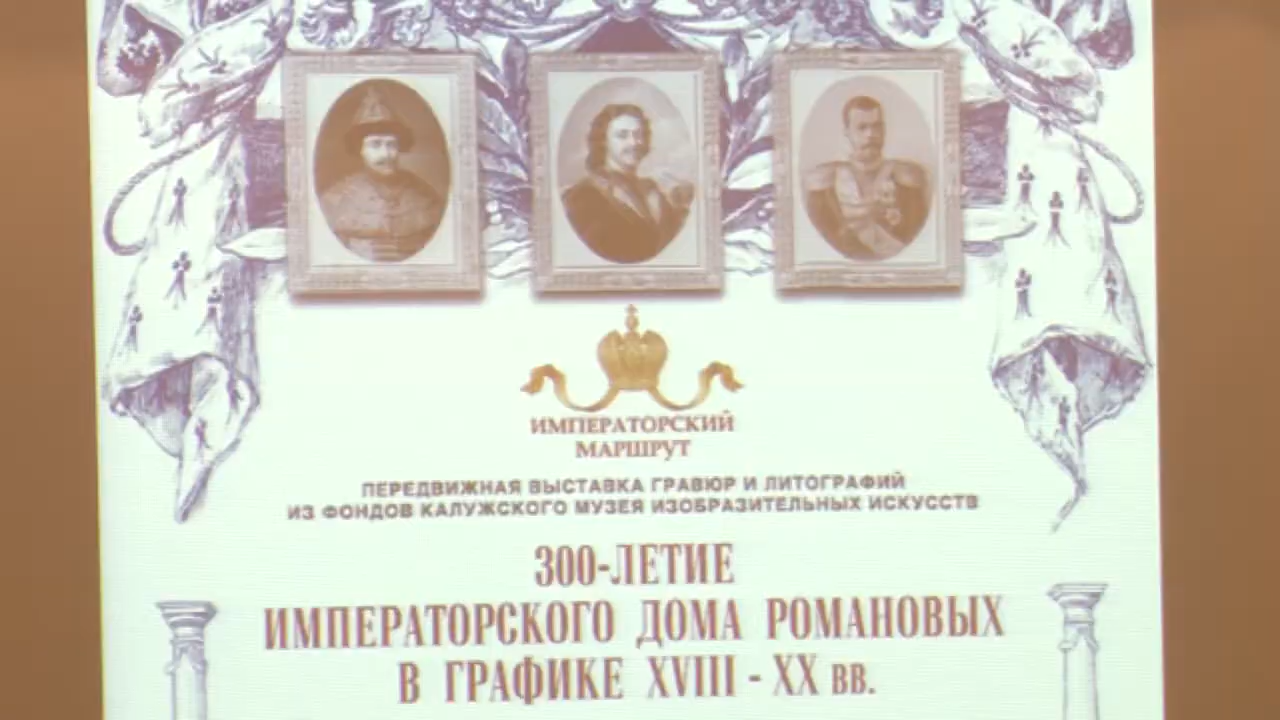 ИМПЕРАТОРСКИЙ
МАРШРУТ
ПЕРЕДВИЖНАЯ ВЫСТАВКА ГРАВЮР И ЛИТОГРАФИЙ
ИЗ ФОНДОВ КАЛУЖСКОГО МУЗЕЯ ИЗОБРАЗИТЕЛЬНЫХ ИСКУССТВ
300-ЛЕТИЕ
ИМПЕРАТОРСКОГО ДОМА РОМАНОВЫХ
В ГРАФИКЕ XVIII - XX ВВ.